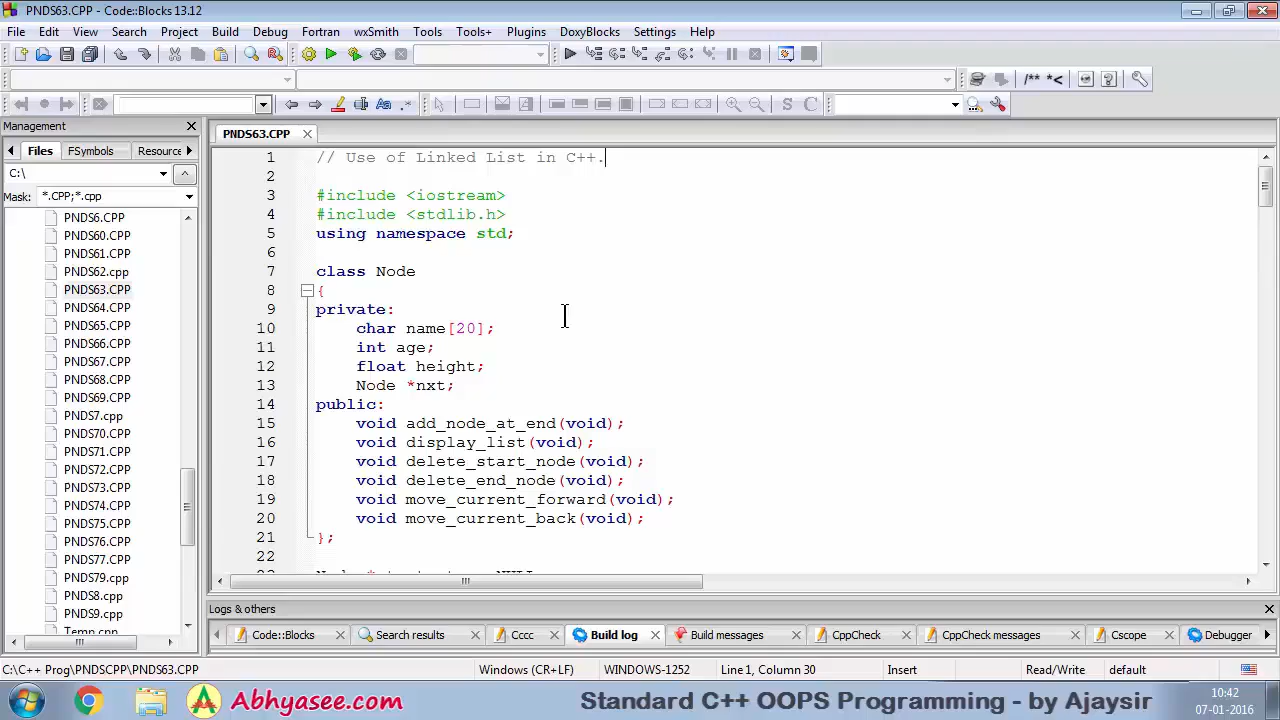 PNDS63.CPP - Code::Blocks 13.12
File Edit View Search Project Build Debug Fortran wxSmith Tools Tools+ Plugins DoxyBlocks Settings Help
/** *<
S C
Management
Files FSymbols Resource
C:\
Mask: *.CPP;*.cpp
PNDS6.CPP
PNDS60.CPP
PNDS61.CPP
PNDS62.cpp
PNDS63.CPP
PNDS64.CPP
PNDS65.CPP
PNDS66.CPP
PNDS67.CPP
PNDS68.CPP
PNDS69.CPP
PNDS7.cpp
PNDS70.CPP
PNDS71.CPP
PNDS72.CPP
PNDS73.CPP
PNDS74.CPP
PNDS75.CPP
PNDS76.CPP
PNDS77.CPP
PNDS79.cpp
PNDS8.cpp
PNDS9.cpp
Temp.cpp
PNDS63.CPP
1 // Use of Linked List in C++.
2
3 #include <iostream>
4 #include <stdlib.h>
5 using namespace std;
6
7 class Node
8 {
9 private:
10 char name[20];
11 int age;
12 float height;
13 Node *nxt;
14 public:
15 void add_node_at_end(void);
16 void display_list(void);
17 void delete_start_node(void);
18 void delete_end_node(void);
19 void move_current_forward(void);
20 void move_current_back(void);
21 };
22
Logs & others
Code::Blocks Search results Cccc Build log Build messages CppCheck CppCheck messages Cscope Debugger
C:\C++ Prog\PNDSCPP\PNDS63.CPP Windows (CR+LF) WINDOWS-1252 Line 1, Column 30 Insert Read/Write default
Abhyasee.com Standard C++ OOPS Programming - by Ajaysir
10:42
07-01-2016